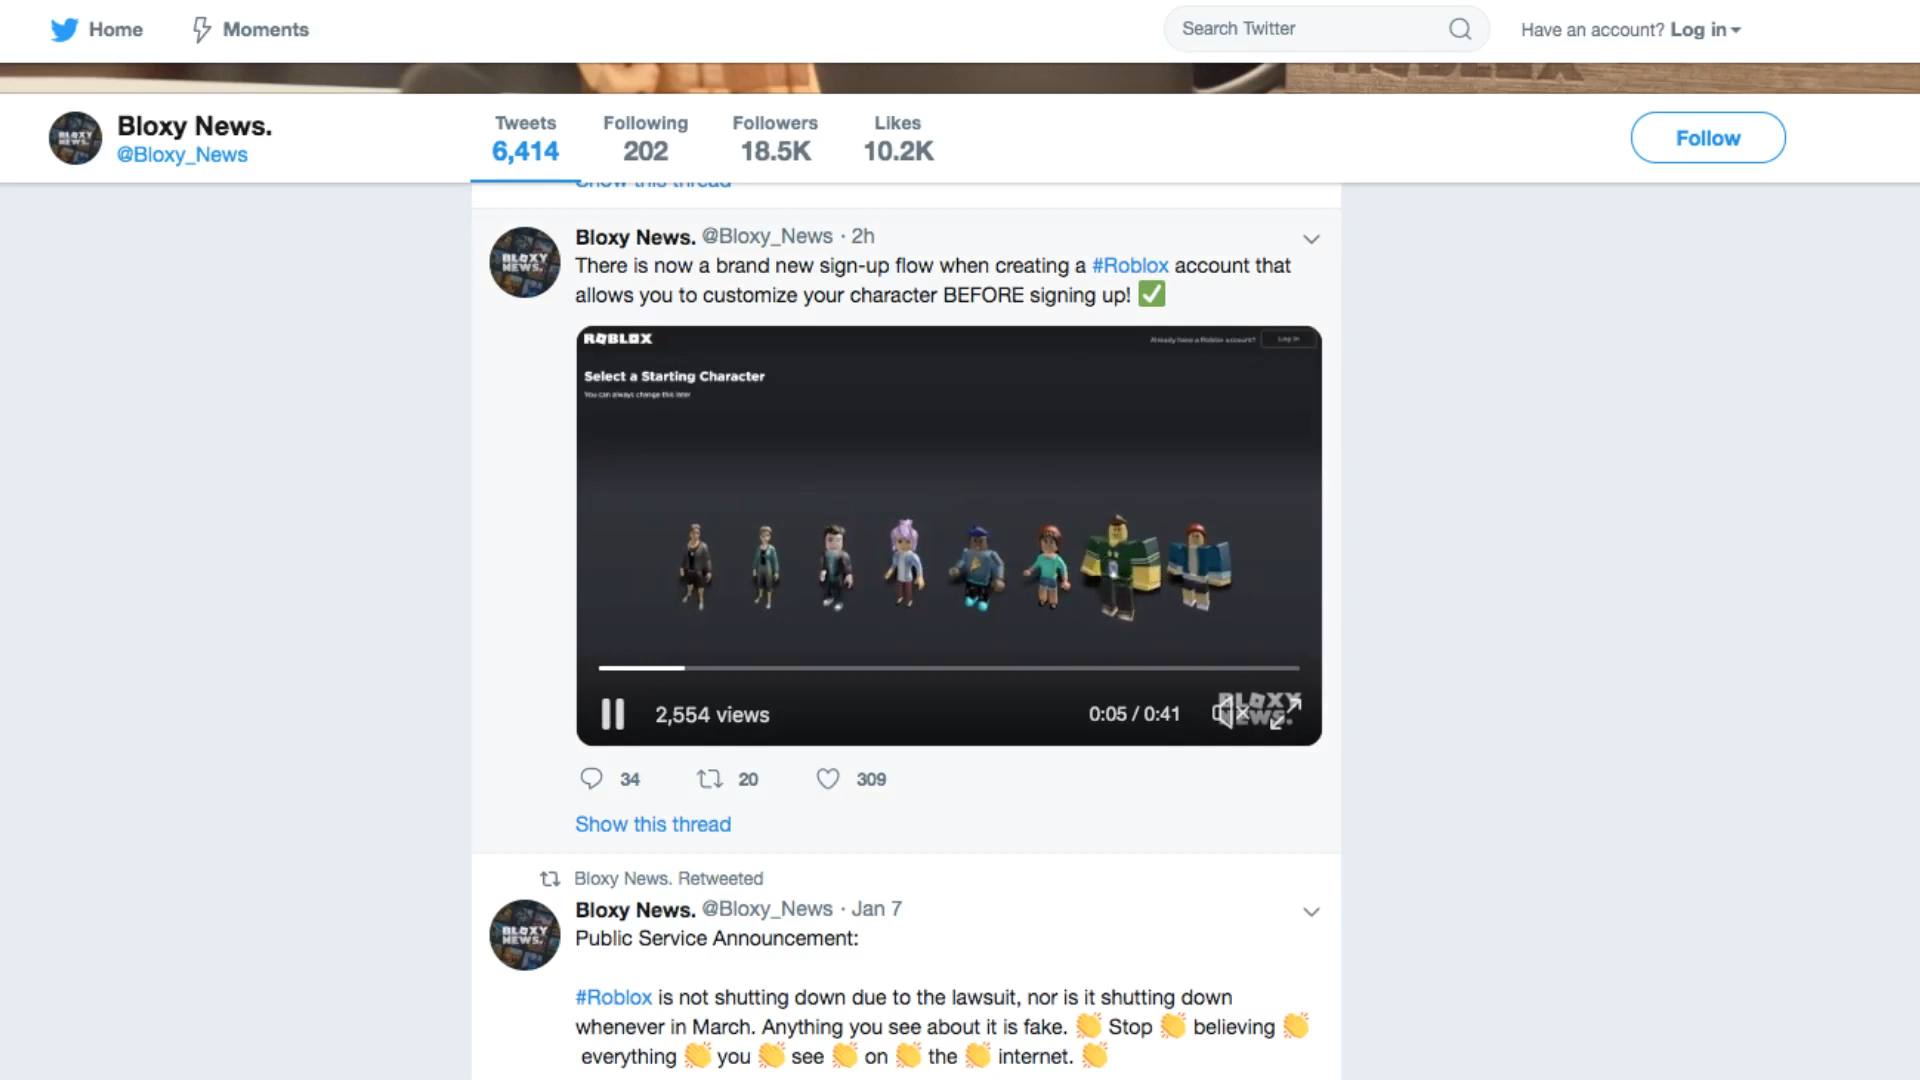 Home
Moments
Search Twitter
Have an account? Log in
Bloxy News.
@Bloxy_News
Tweets
6,414
Following
202
Followers
18.5K
Likes
10.2K
Follow
Show this thread
BLOXY
NEWS.
Bloxy News. @Bloxy_News · 2h
There is now a brand new sign-up flow when creating a #Roblox account that
allows you to customize your character BEFORE signing up! ✅
ROBLOX
Already have a Roblox account?
Log In
Select a Starting Character
You can always change this later
2,554 views
0:05 / 0:41
BLOXY
NEWS.
34
20
309
Show this thread
Bloxy News. Retweeted
BLOXY
NEWS.
Bloxy News. @Bloxy_News · Jan 7
Public Service Announcement:
#Roblox is not shutting down due to the lawsuit, nor is it shutting down
whenever in March. Anything you see about it is fake. 👏 Stop 👏 believing 👏
everything 👏 you 👏 see 👏 on 👏 the 👏 internet. 👏